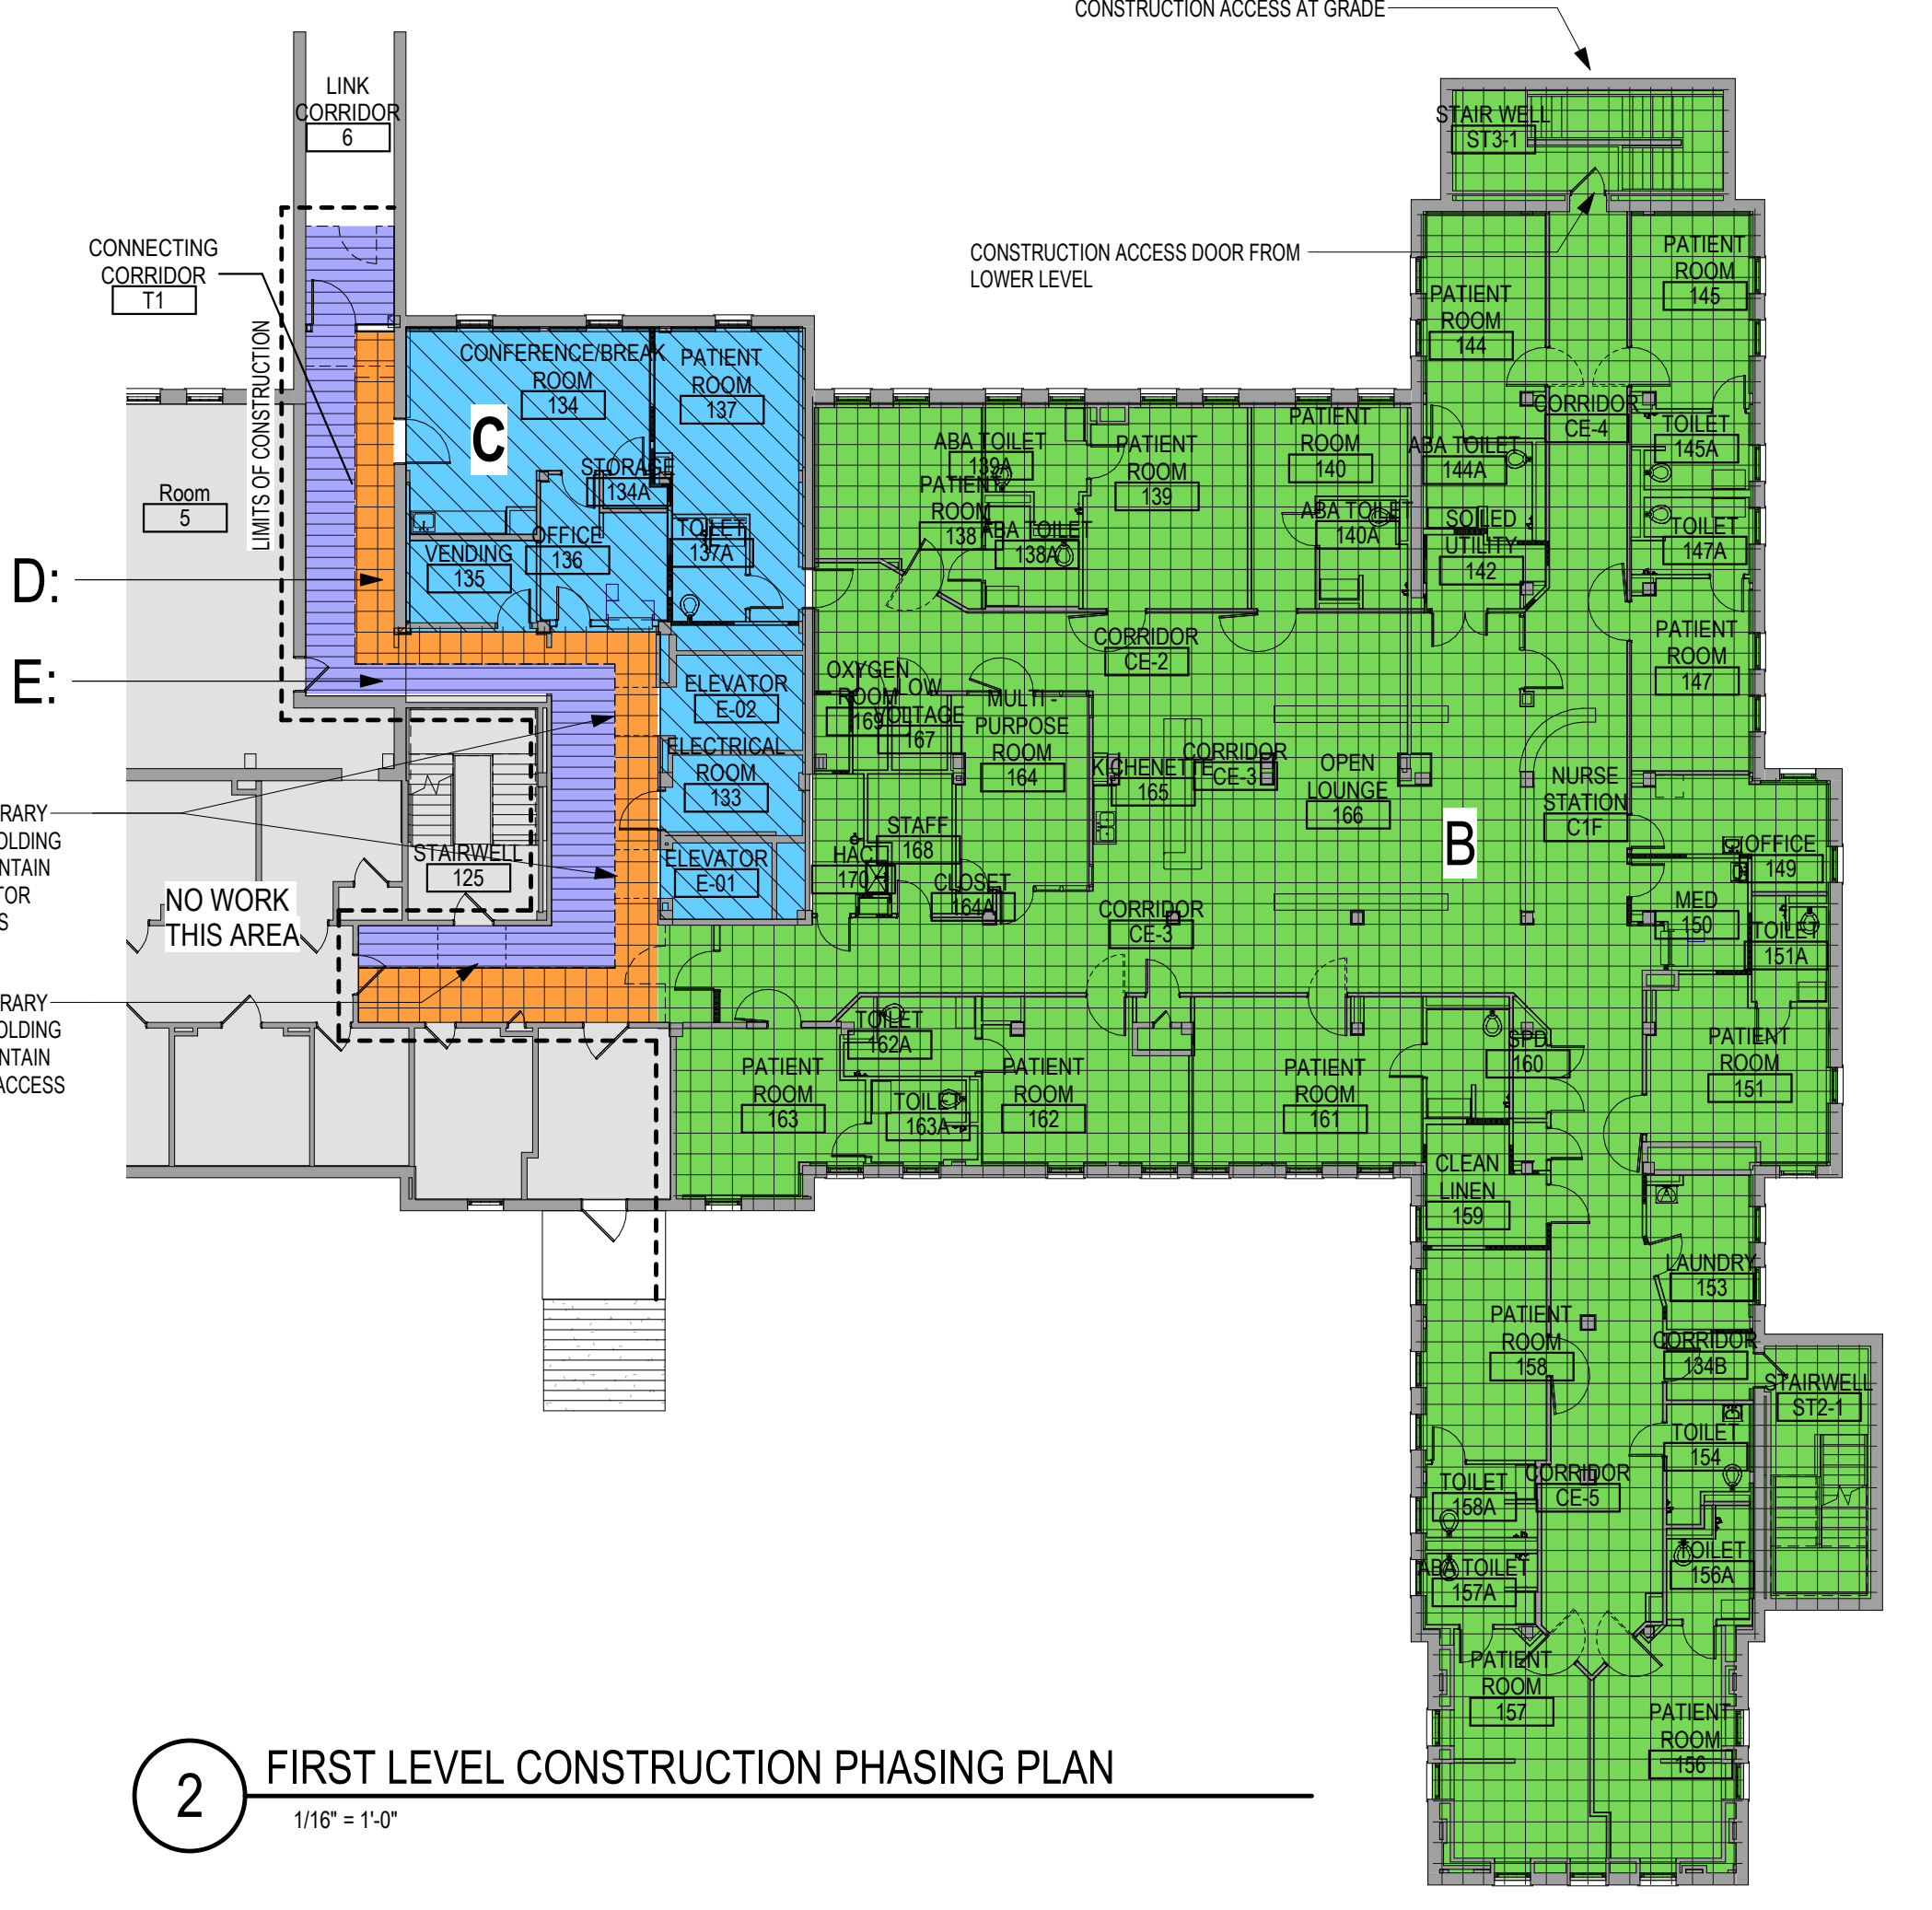 CONSTRUCTION ACCESS AT GRADE
LINK
CORRIDOR
6
STAIR WELL
ST3-1
CONNECTING
CORRIDOR
T1
CONSTRUCTION ACCESS DOOR FROM
LOWER LEVEL
PATIENT
ROOM
145
PATIENT
ROOM
144
LIMITS OF CONSTRUCTION
CONFERENCE/BREAK
ROOM
134
C
PATIENT
ROOM
137
STORAGE
134A
Room
5
OFFICE
136
TOILET
137A
VENDING
135
ABA TOILET
139A
PATIENT
ROOM
138
ABA TOILET
138A
PATIENT
ROOM
139
PATIENT
ROOM
140
ABA TOILET
140A
CORRIDOR
CE-4
ABA TOILET
144A
TOILET
145A
SOILED
UTILITY
142
TOILET
147A
D:
E:
PATIENT
ROOM
147
CORRIDOR
CE-2
OXYGEN
ROOM
169
LOW
VOLTAGE
167
MULTI -
PURPOSE
ROOM
164
ELEVATOR
E-02
ELECTRICAL
ROOM
133
KICHENETTE
165
CORRIDOR
CE-3
OPEN
LOUNGE
166
NURSE
STATION
C1F
B
RARY
OLDING
NTAIN
TOR
S
STAIRWELL
125
ELEVATOR
E-01
STAFF
168
HAC
170
CLOSET
164A
OFFICE
149
MED
150
TOILET
151A
NO WORK
THIS AREA
CORRIDOR
CE-3
RARY
OLDING
NTAIN
ACCESS
TOILET
162A
PATIENT
ROOM
163
TOILET
163A
PATIENT
ROOM
162
PATIENT
ROOM
161
SPD
160
PATIENT
ROOM
151
CLEAN
LINEN
159
LAUNDRY
153
PATIENT
ROOM
158
CORRIDOR
134B
STAIRWELL
ST2-1
TOILET
154
TOILET
158A
CORRIDOR
CE-5
ABA TOILET
157A
TOILET
156A
PATIENT
ROOM
157
PATIENT
ROOM
156
2
FIRST LEVEL CONSTRUCTION PHASING PLAN
1/16" = 1'-0"